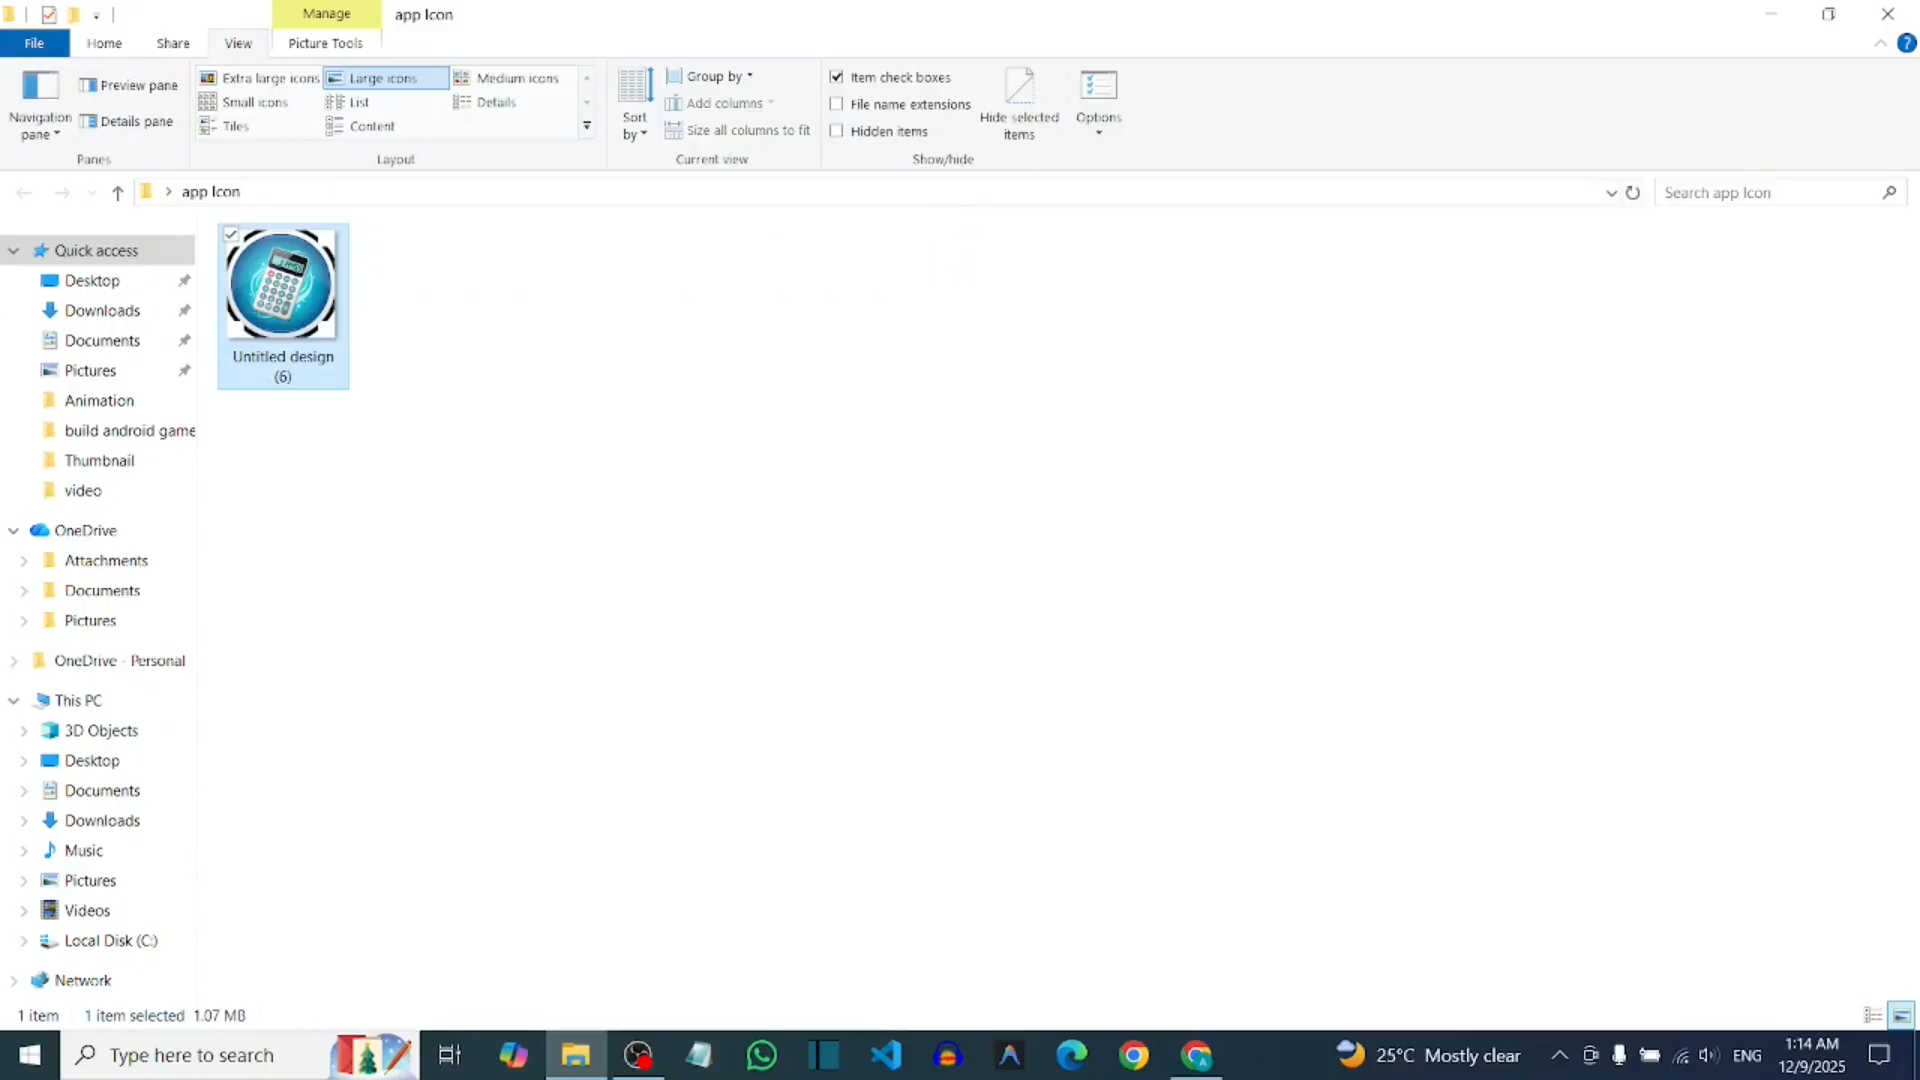 Manage
app Icon
File
Home
Share
View
Picture Tools
Navigation
pane
Preview pane
Details pane
Panes
Extra large icons
Large icons
Medium icons
Small icons
List
Details
Tiles
Content
Layout
Sort
by
Group by
Add columns
Size all columns to fit
Current view
Item check boxes
File name extensions
Hidden items
Hide selected
items
Show/hide
Options
app Icon
Search app Icon
Quick access
Desktop
Downloads
Documents
Pictures
Animation
build android game
Thumbnail
video
OneDrive
Attachments
Documents
Pictures
OneDrive - Personal
This PC
3D Objects
Desktop
Documents
Downloads
Music
Pictures
Videos
Local Disk (C:)
Network
Untitled design
(6)
1 item
1 item selected 1.07 MB
Type here to search
25°C Mostly clear
ENG
1:14 AM
12/9/2025